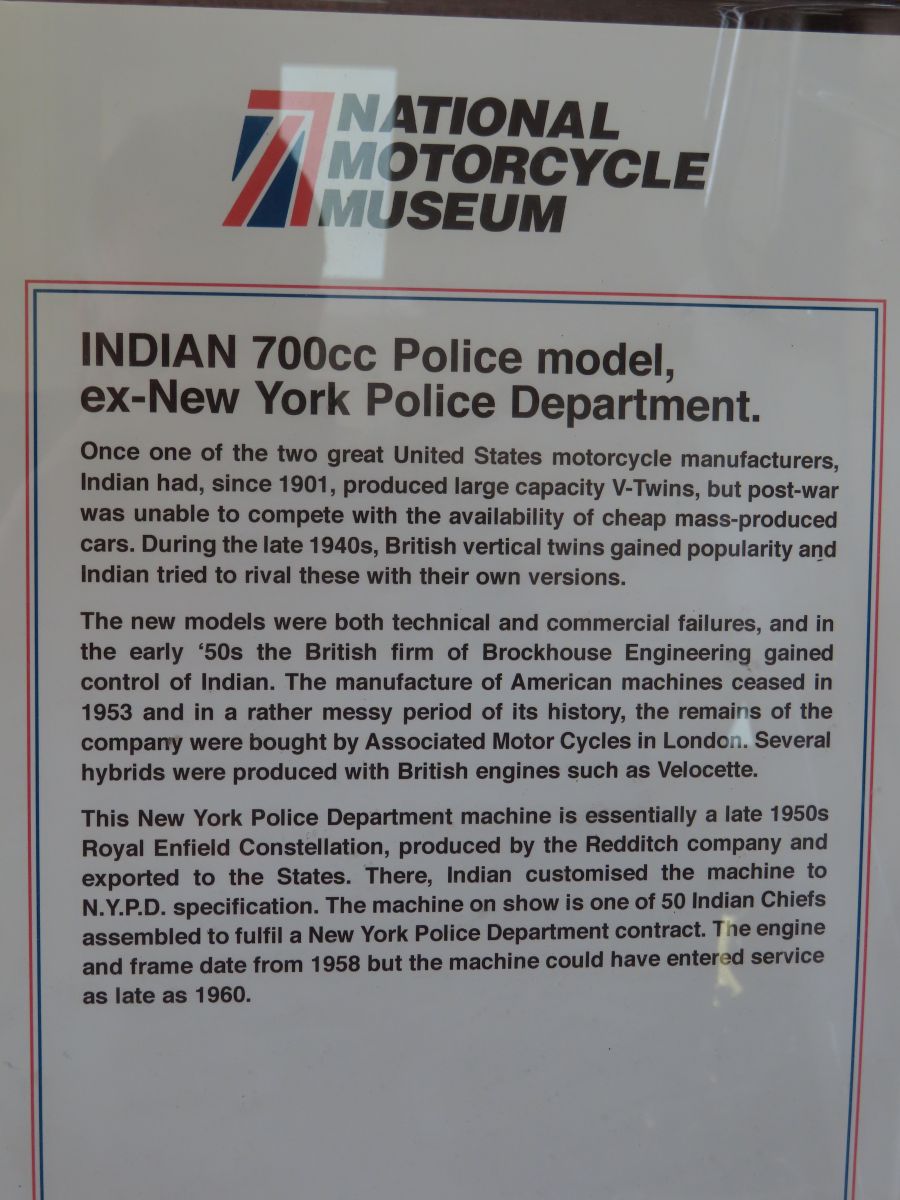 NATIONAL
MOTORCYCLE
MUSEUM
INDIAN 700cc Police model,
ex-New York Police Department.
Once one of the two great United States motorcycle manufacturers,
Indian had, since 1901, produced large capacity V-Twins, but post-war
was unable to compete with the availability of cheap mass-produced
cars. During the late 1940s, British vertical twins gained popularity and
Indian tried to rival these with their own versions.
The new models were both technical and commercial failures, and in
the early ‘50s the British firm of Brockhouse Engineering gained
control of Indian. The manufacture of American machines ceased in
1953 and in a rather messy period of its history, the remains of the
company were bought by Associated Motor Cycles in London. Several
hybrids were produced with British engines such as Velocette.
This New York Police Department machine is essentially a late 1950s
Royal Enfield Constellation, produced by the Redditch company and
exported to the States. There, Indian customised the machine to
N.Y.P.D. specification. The machine on show is one of 50 Indian Chiefs
assembled to fulfil a New York Police Department contract. The engine
and frame date from 1958 but the machine could have entered service
as late as 1960.